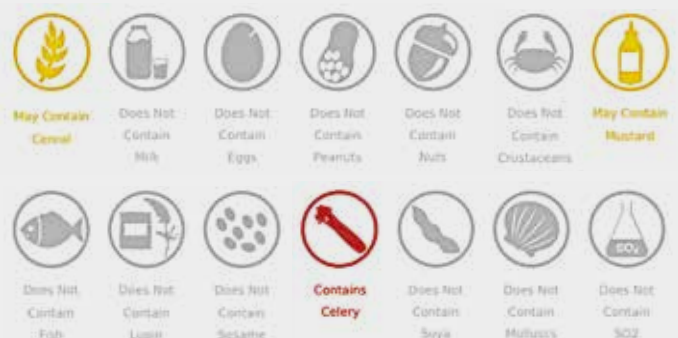 May Contain
Cereal
Does Not
Contain
Milk
Does Not
Contain
Eggs
Does Not
Contain
Peanuts
Does Not
Contain
Nuts
Does Not
Contain
Crustaceans
May Contain
Mustard
Does Not
Contain
Fish
Does Not
Contain
Lupin
Does Not
Contain
Sesame
Contains
Celery
Does Not
Contain
Soya
Does Not
Contain
Molluscs
SO₂
Does Not
Contain
SO2